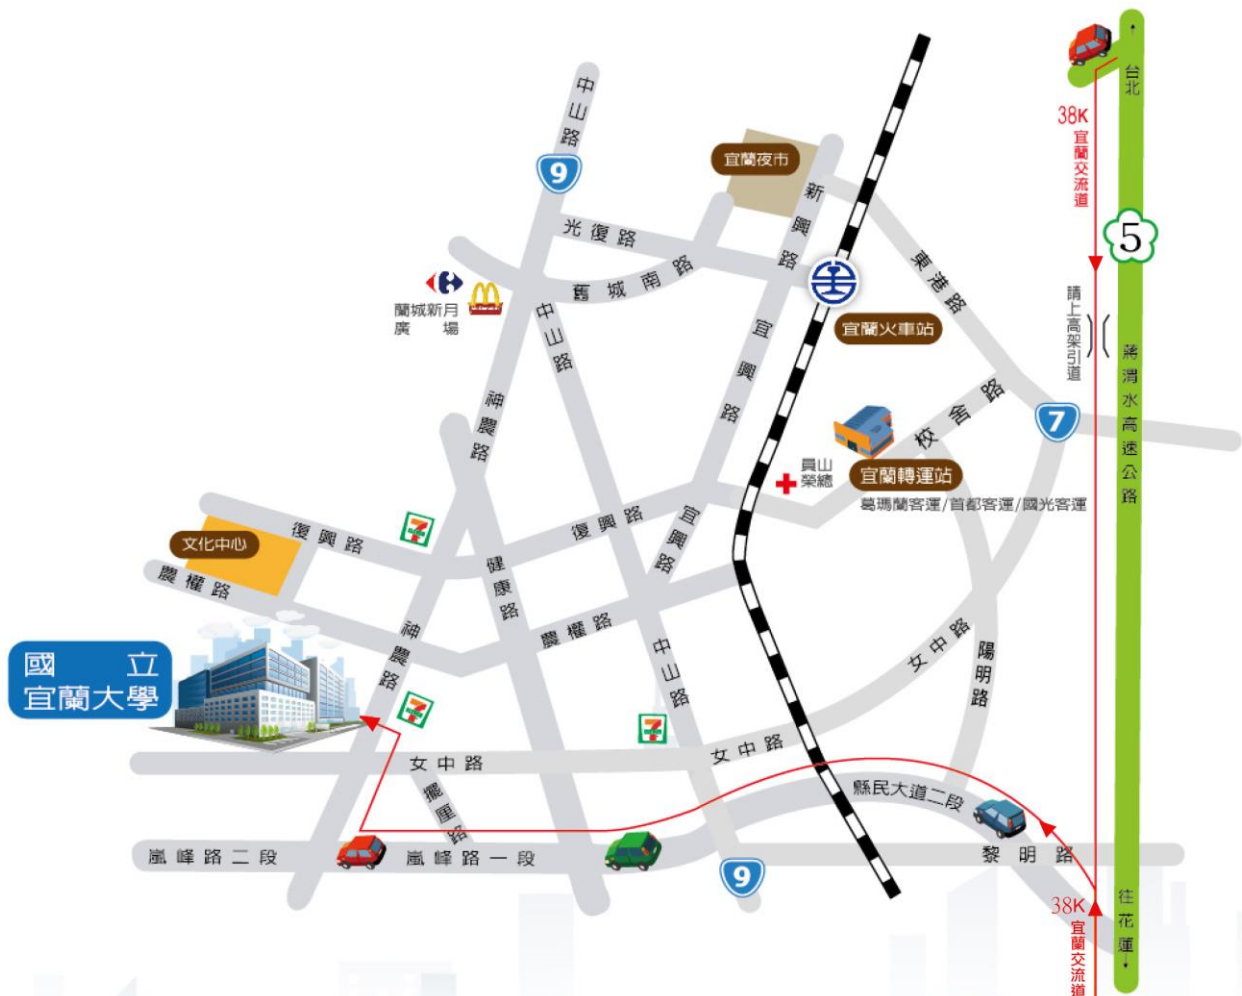 中山路
9
宜蘭夜市
新興路
光復路
舊城南路
東港路
台北
38K
宜蘭交流道
5
請上高架引道
蔣渭水高速公路
蘭城新月
廣場
McDonald's
中山路
宜興路
宜蘭火車站
神農路
校舍路
7
員山
榮總
宜蘭轉運站
葛瑪蘭客運/首都客運/國光客運
文化中心
復興路
7
ELEVEN
復興路
宜興路
農權路
健康路
農權路
國立
宜蘭大學
神農路
7
ELEVEN
中山路
7
ELEVEN
女中路
陽明路
女中路
女中路
擺厘路
縣民大道二段
嵐峰路二段
嵐峰路一段
黎明路
9
38K
宜蘭交流道
往花蓮